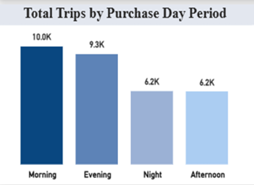 Total Trips by Purchase Day Period
10.0K
9.3K
6.2K 6.2K
Morning Evening Night Afternoon